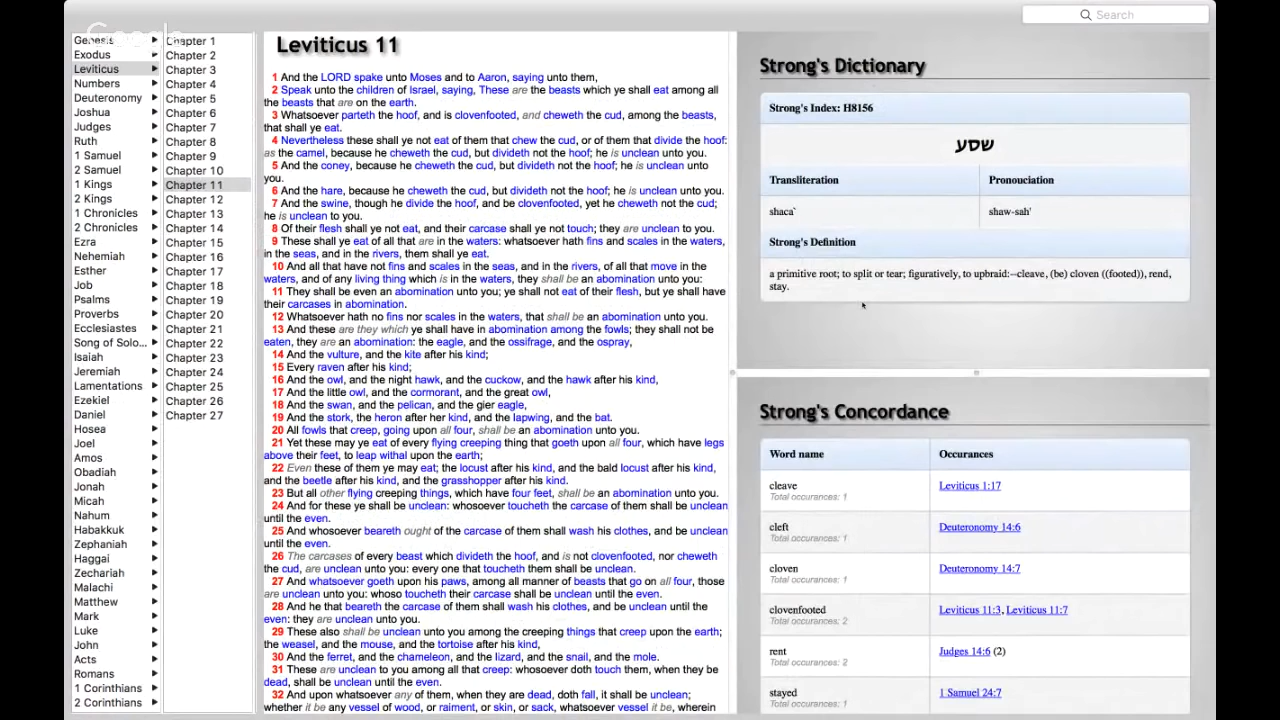 Search
Google
Genesis
Exodus
Leviticus
Numbers
Deuteronomy
Joshua
Judges
Ruth
1 Samuel
2 Samuel
1 Kings
2 Kings
1 Chronicles
2 Chronicles
Ezra
Nehemiah
Esther
Job
Psalms
Proverbs
Ecclesiastes
Song of Solo...
Isaiah
Jeremiah
Lamentations
Ezekiel
Daniel
Hosea
Joel
Amos
Obadiah
Jonah
Micah
Nahum
Habakkuk
Zephaniah
Haggai
Zechariah
Malachi
Matthew
Mark
Luke
John
Acts
Romans
1 Corinthians
2 Corinthians
Chapter 1
Chapter 2
Chapter 3
Chapter 4
Chapter 5
Chapter 6
Chapter 7
Chapter 8
Chapter 9
Chapter 10
Chapter 11
Chapter 12
Chapter 13
Chapter 14
Chapter 15
Chapter 16
Chapter 17
Chapter 18
Chapter 19
Chapter 20
Chapter 21
Chapter 22
Chapter 23
Chapter 24
Chapter 25
Chapter 26
Chapter 27
Leviticus 11
1 And the LORD spake unto Moses and to Aaron, saying unto them,
2 Speak unto the children of Israel, saying, These are the beasts which ye shall eat among all
the beasts that are on the earth.
3 Whatsoever parteth the hoof, and is clovenfooted, and cheweth the cud, among the beasts,
that shall ye eat.
4 Nevertheless these shall ye not eat of them that chew the cud, or of them that divide the hoof:
as the camel, because he cheweth the cud, but divideth not the hoof; he is unclean unto you.
5 And the coney, because he cheweth the cud, but divideth not the hoof; he is unclean unto
you.
6 And the hare, because he cheweth the cud, but divideth not the hoof; he is unclean unto you.
7 And the swine, though he divide the hoof, and be clovenfooted, yet he cheweth not the cud;
he is unclean to you.
8 Of their flesh shall ye not eat, and their carcase shall ye not touch; they are unclean to you.
9 These shall ye eat of all that are in the waters: whatsoever hath fins and scales in the waters,
in the seas, and in the rivers, them shall ye eat.
10 And all that have not fins and scales in the seas, and in the rivers, of all that move in the
waters, and of any living thing which is in the waters, they shall be an abomination unto you:
11 They shall be even an abomination unto you; ye shall not eat of their flesh, but ye shall have
their carcases in abomination.
12 Whatsoever hath no fins nor scales in the waters, that shall be an abomination unto you.
13 And these are they which ye shall have in abomination among the fowls; they shall not be
eaten, they are an abomination: the eagle, and the ossifrage, and the ospray,
14 And the vulture, and the kite after his kind;
15 Every raven after his kind;
16 And the owl, and the night hawk, and the cuckow, and the hawk after his kind,
17 And the little owl, and the cormorant, and the great owl,
18 And the swan, and the pelican, and the gier eagle,
19 And the stork, the heron after her kind, and the lapwing, and the bat.
20 All fowls that creep, going upon all four, shall be an abomination unto you.
21 Yet these may ye eat of every flying creeping thing that goeth upon all four, which have legs
above their feet, to leap withal upon the earth;
22 Even these of them ye may eat; the locust after his kind, and the bald locust after his kind,
and the beetle after his kind, and the grasshopper after his kind.
23 But all other flying creeping things, which have four feet, shall be an abomination unto you.
24 And for these ye shall be unclean: whosoever toucheth the carcase of them shall be unclean
until the even.
25 And whosoever beareth ought of the carcase of them shall wash his clothes, and be unclean
until the even.
26 The carcases of every beast which divideth the hoof, and is not clovenfooted, nor cheweth
the cud, are unclean unto you: every one that toucheth them shall be unclean.
27 And whatsoever goeth upon his paws, among all manner of beasts that go on all four, those
are unclean unto you: whoso toucheth their carcase shall be unclean until the even.
28 And he that beareth the carcase of them shall wash his clothes, and be unclean until the
even: they are unclean unto you.
29 These also shall be unclean unto you among the creeping things that creep upon the earth;
the weasel, and the mouse, and the tortoise after his kind,
30 And the ferret, and the chameleon, and the lizard, and the snail, and the mole.
31 These are unclean to you among all that creep: whosoever doth touch them, when they be
dead, shall be unclean until the even.
32 And upon whatsoever any of them, when they are dead, doth fall, it shall be unclean;
whether it be any vessel of wood, or raiment, or skin, or sack, whatsoever vessel it be, wherein
Strong's Dictionary
Strong's Index: H8156
שסע
Transliteration
Pronouciation
shaca`
shaw-sah'
Strong's Definition
a primitive root; to split or tear; figuratively, to upbraid:--cleave, (be) cloven ((footed), rend,
stay.
Strong's Concordance
Word name
Occurances
cleave
Total occurances: 1
Leviticus 1:17
cleft
Total occurances: 1
Deuteronomy 14:6
cloven
Total occurances: 1
Deuteronomy 14:7
clovenfooted
Total occurances: 2
Leviticus 11:3, Leviticus 11:7
rent
Total occurances: 2
Judges 14:6 (2)
stayed
Total occurances: 1
1 Samuel 24:7